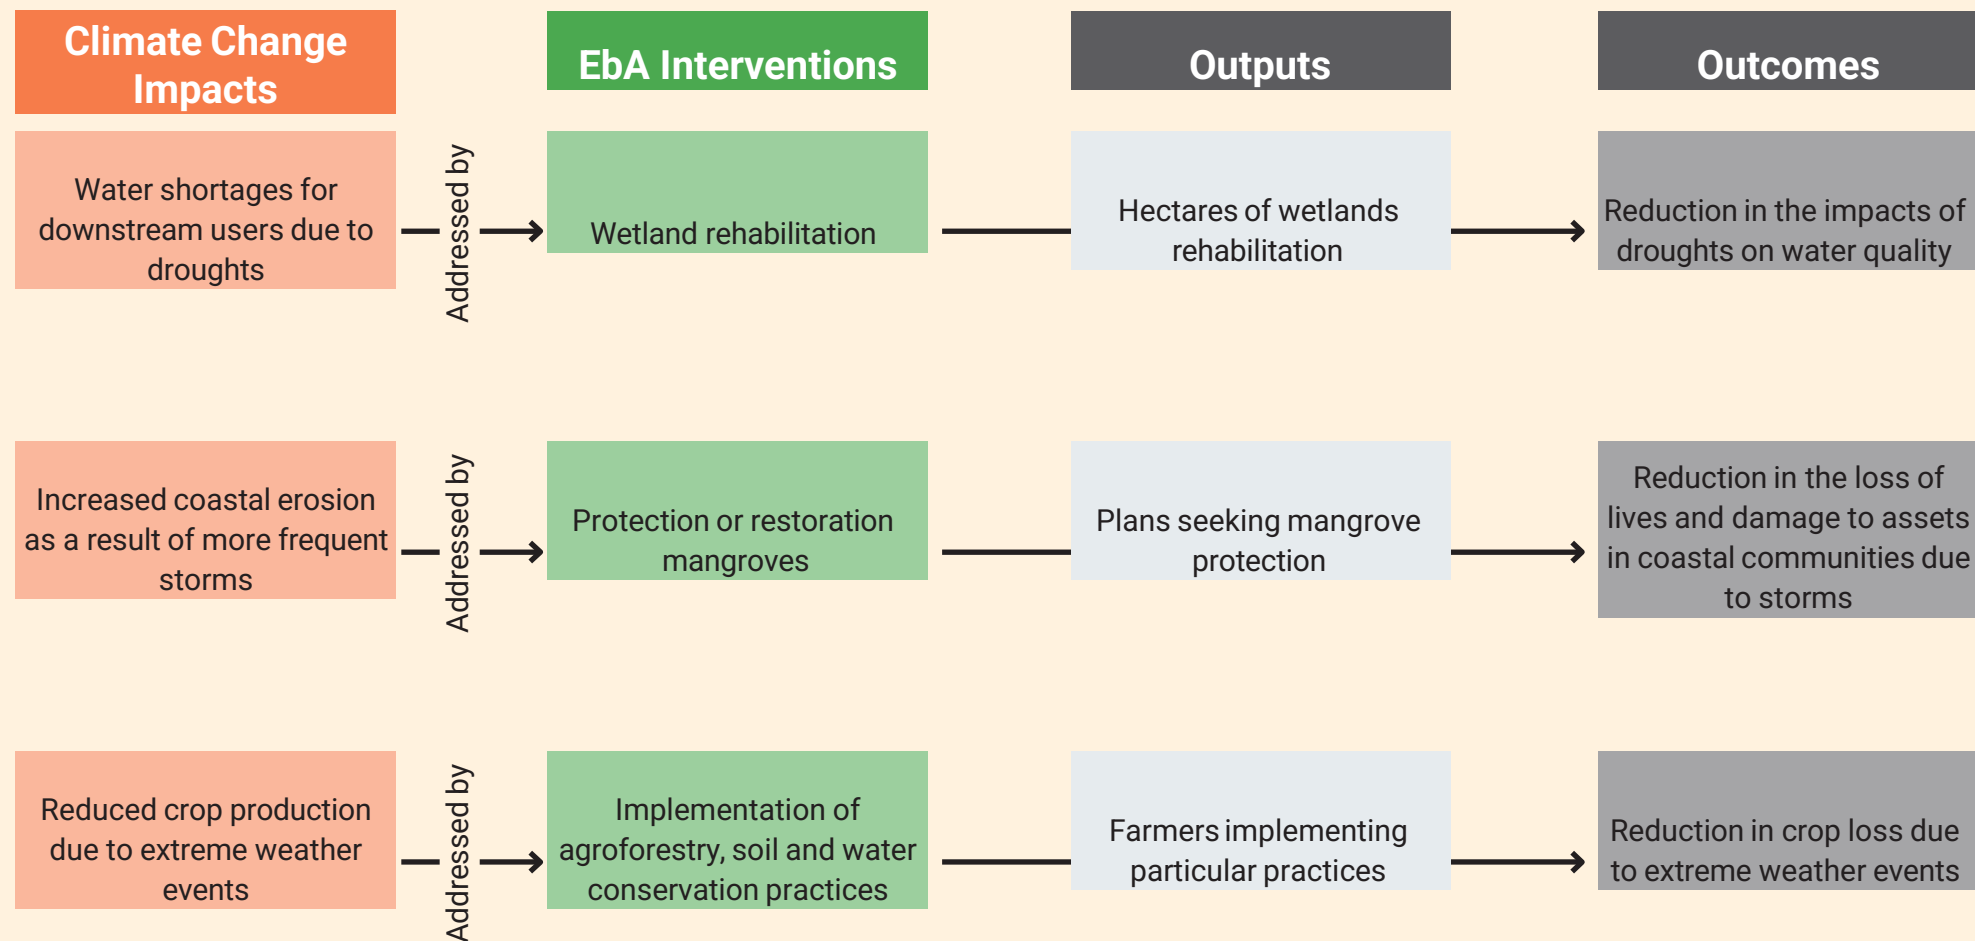 Climate Change
Impacts
EbA Interventions
Outputs
Outcomes
Water shortages for
downstream users due to
droughts
Addressed by
Wetland rehabilitation
Hectares of wetlands
rehabilitation
Reduction in the impacts of
droughts on water quality
Increased coastal erosion
as a result of more frequent
storms
Addressed by
Protection or restoration
mangroves
Plans seeking mangrove
protection
Reduction in the loss of
lives and damage to assets
in coastal communities due
to storms
Reduced crop production
due to extreme weather
events
Addressed by
Implementation of
agroforestry, soil and water
conservation practices
Farmers implementing
particular practices
Reduction in crop loss due
to extreme weather events